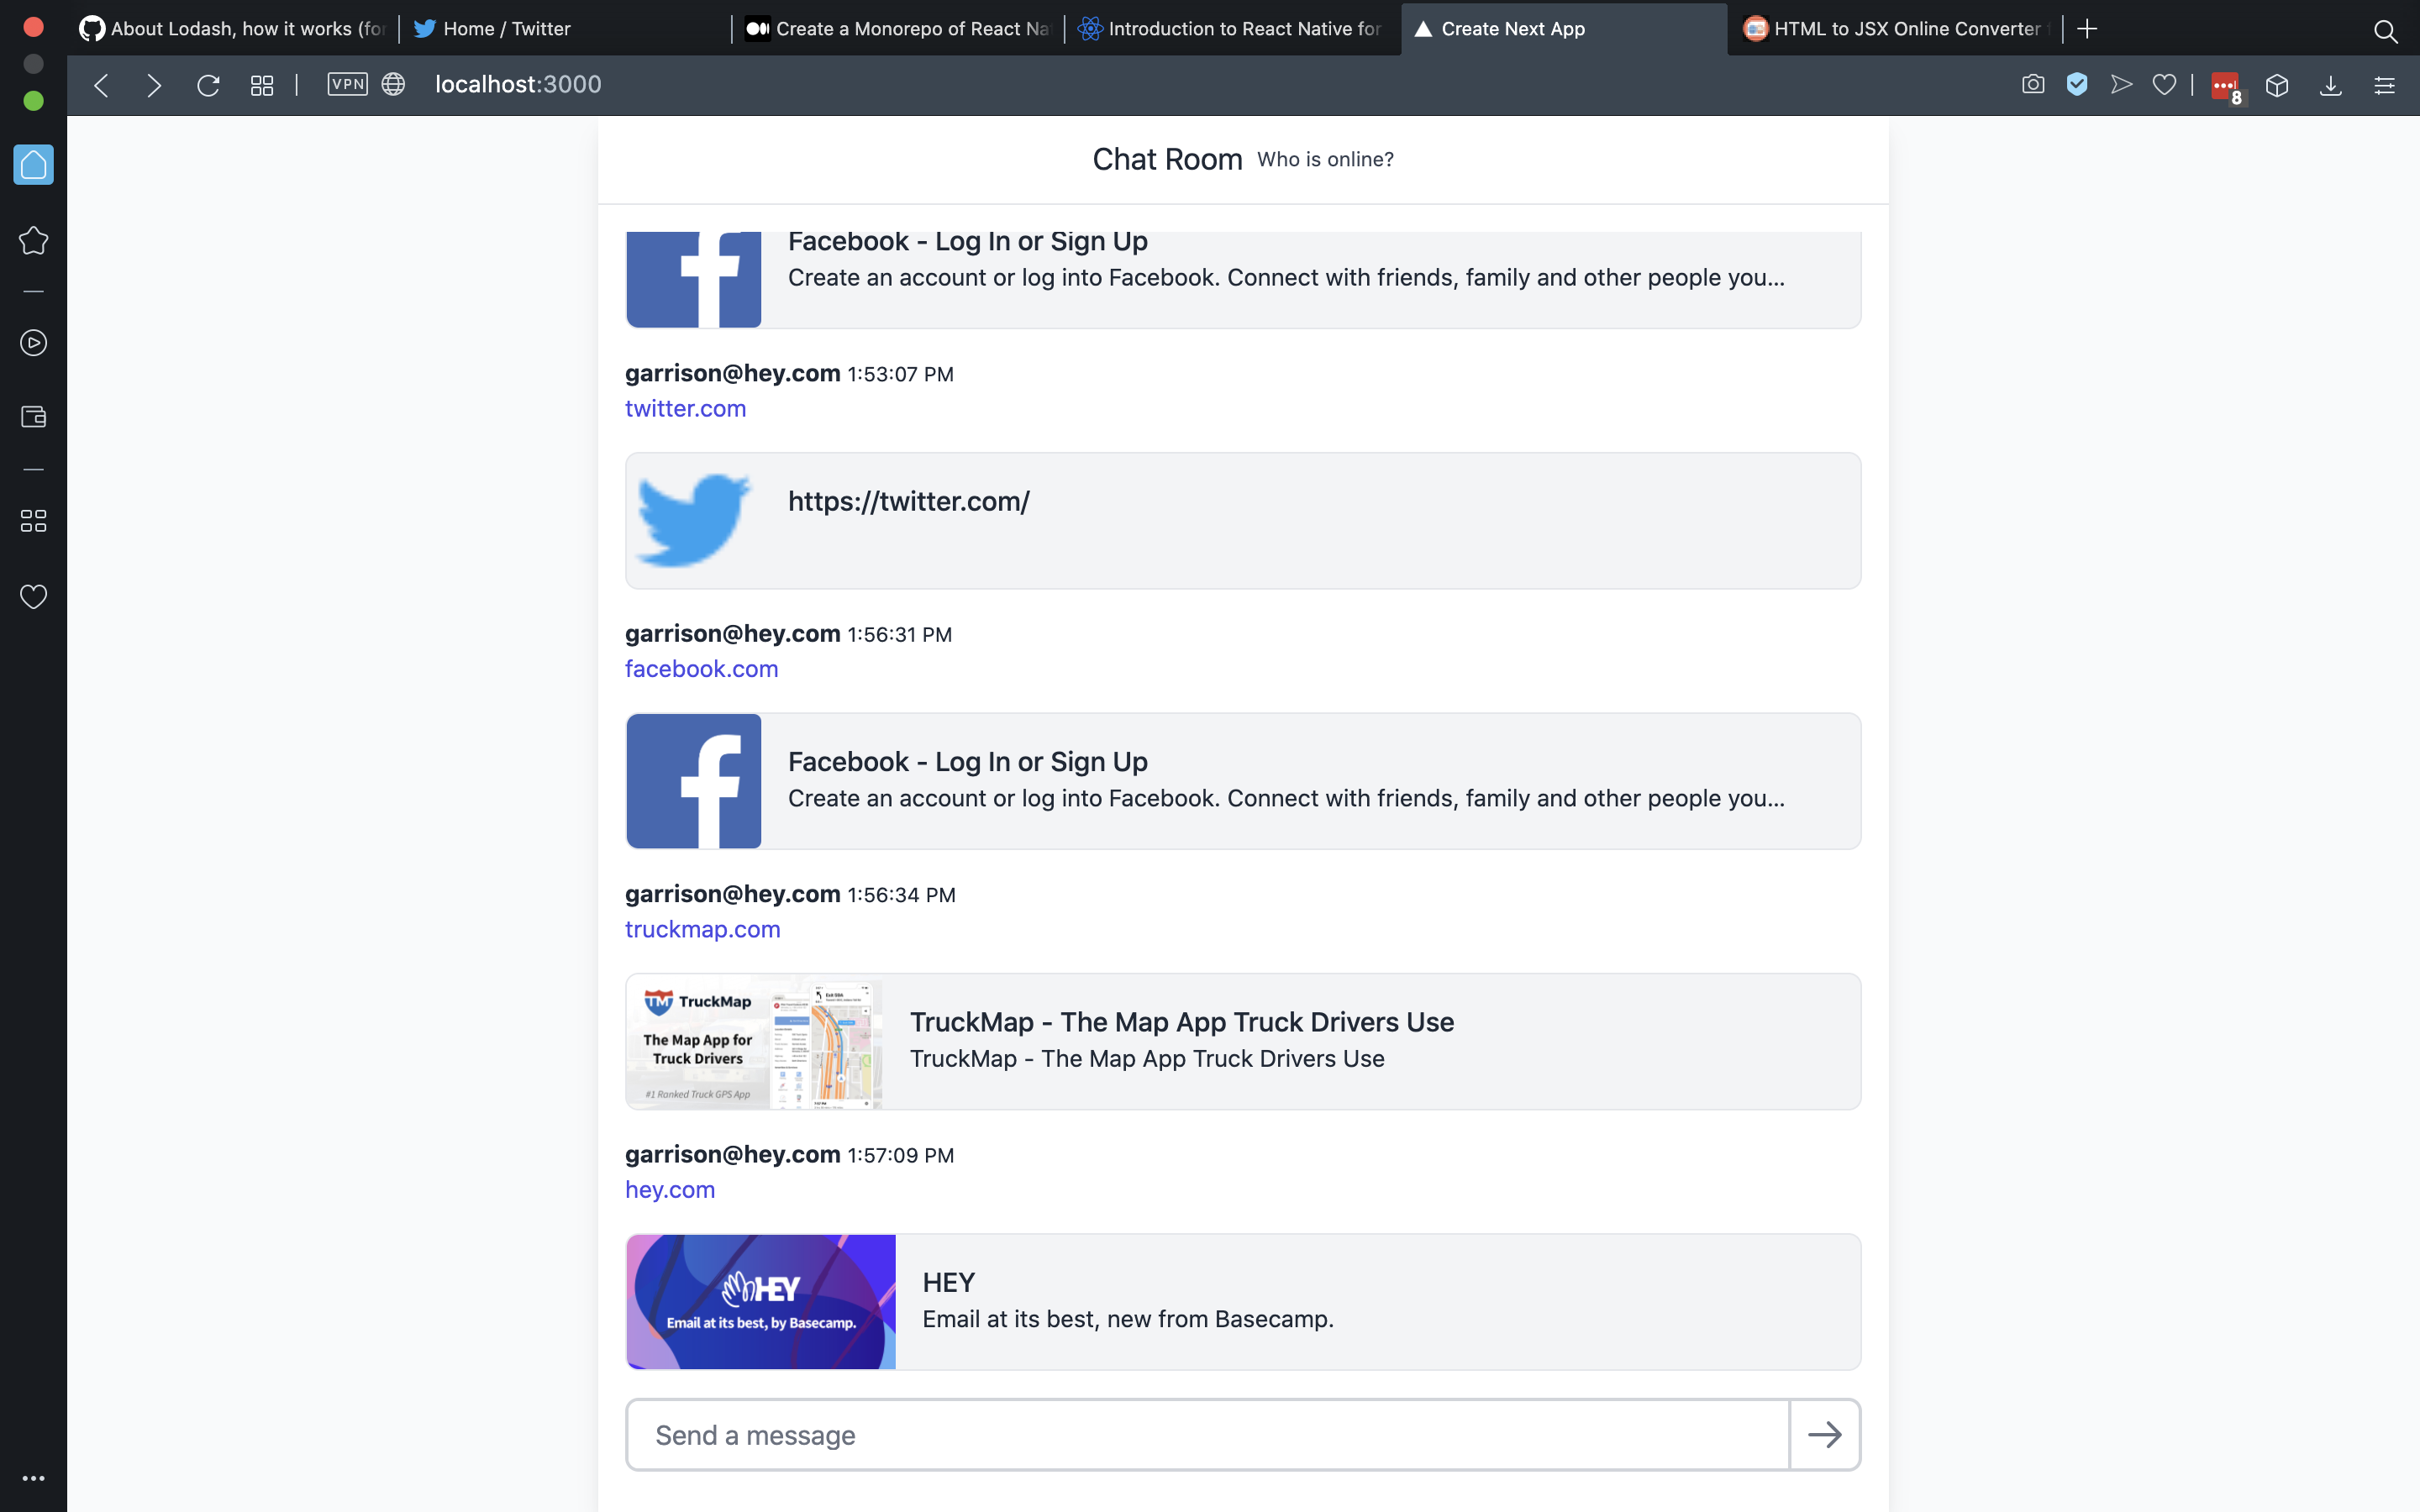 About Lodash, how it works (for
Home / Twitter
Create a Monorepo of React Na
Introduction to React Native for
Create Next App
HTML to JSX Online Converter
VPN
localhost:3000
8
Chat Room Who is online?
Facebook - Log In or Sign Up
Create an account or log into Facebook. Connect with friends, family and other people you...
garrison@hey.com 1:53:07 PM
twitter.com
https://twitter.com/
garrison@hey.com 1:56:31 PM
facebook.com
Facebook - Log In or Sign Up
Create an account or log into Facebook. Connect with friends, family and other people you...
garrison@hey.com 1:56:34 PM
truckmap.com
TM TruckMap
The Map App for
Truck Drivers
#1 Ranked Truck GPS App
TruckMap - The Map App Truck Drivers Use
TruckMap - The Map App Truck Drivers Use
garrison@hey.com 1:57:09 PM
hey.com
HEY
Email at its best, by Basecamp.
HEY
Email at its best, new from Basecamp.
Send a message